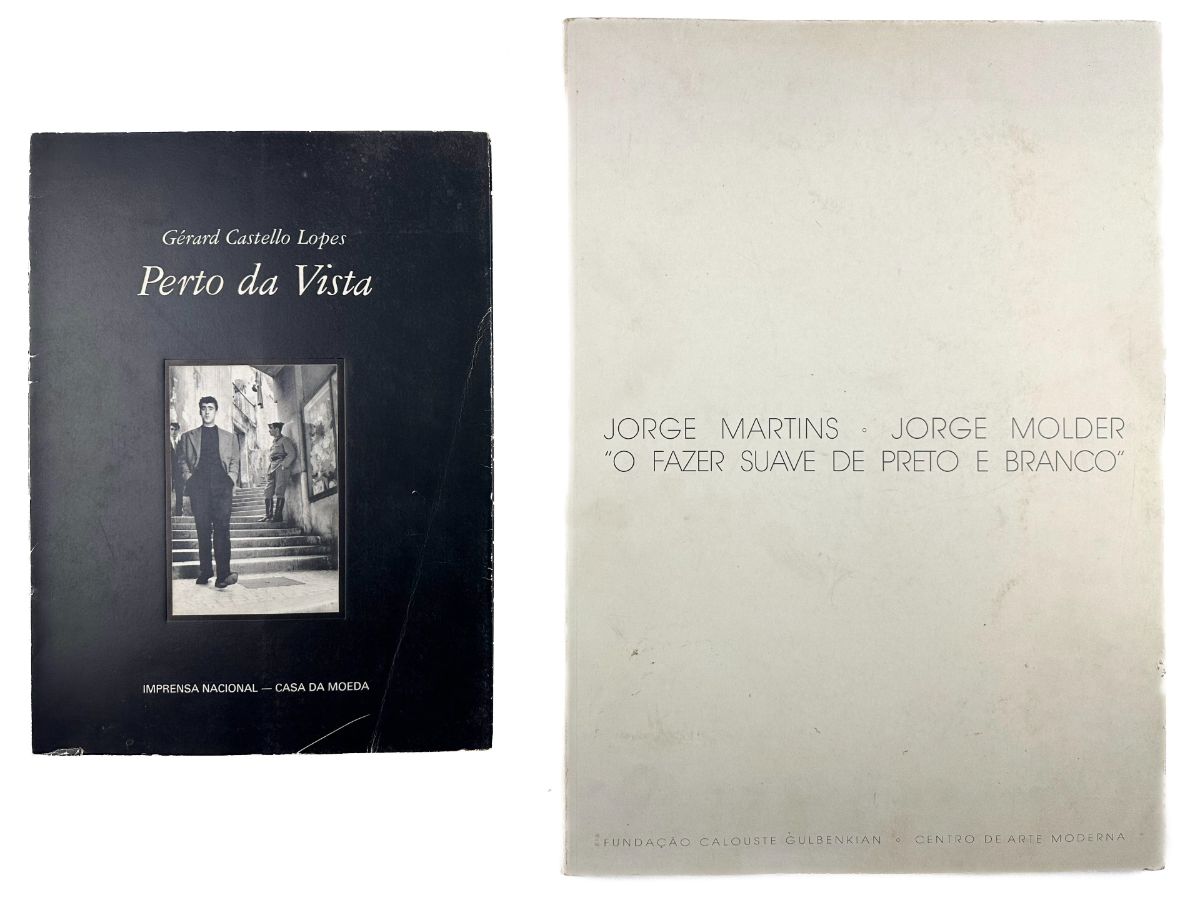 Gérard Castello Lopes
Perto da Vista
IMPRENSA NACIONAL — CASA DA MOEDA
JORGE MARTINS ◦ JORGE MOLDER
"O FAZER SUAVE DE PRETO E BRANCO"
FUNDAÇÃO CALOUSTE GULBENKIAN ◦ CENTRO DE ARTE MODERNA